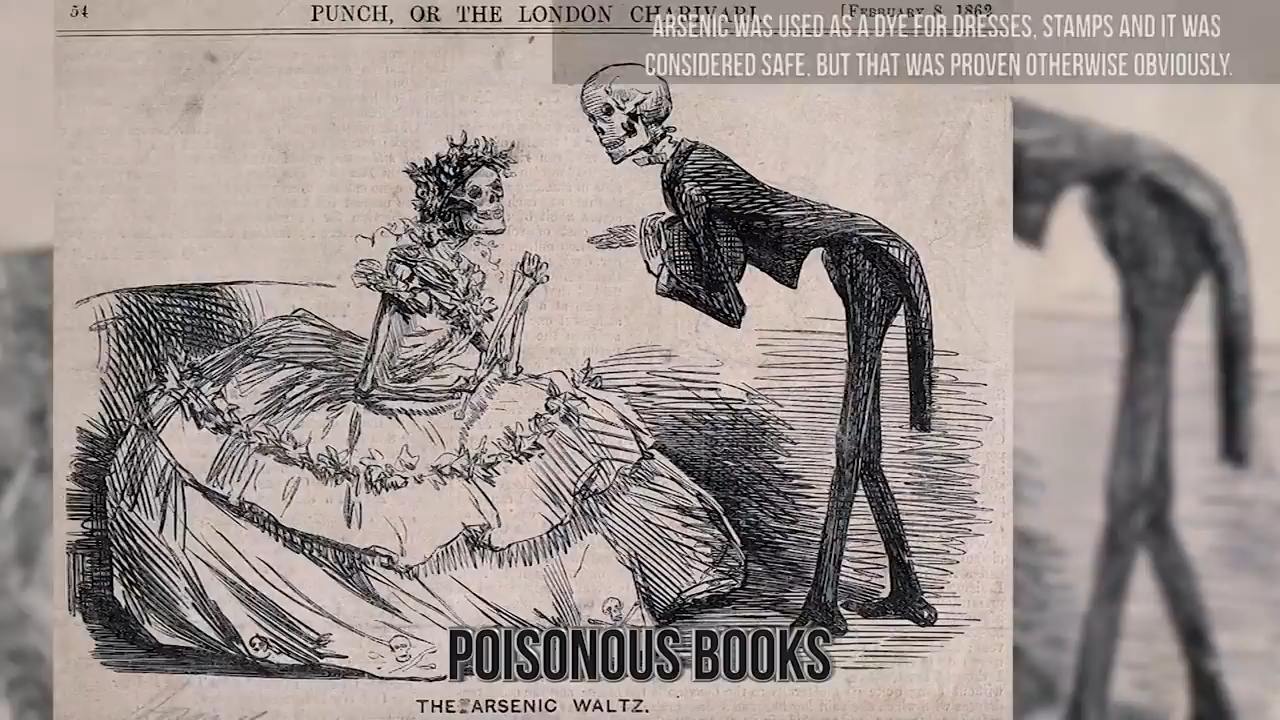 54
PUNCH, OR THE LONDON CHARIVARI.
[FEBRUARY 8, 1862
ARSENIC WAS USED AS A DYE FOR DRESSES, STAMPS AND IT WAS
CONSIDERED SAFE, BUT THAT WAS PROVEN OTHERWISE OBVIOUSLY.
POISONOUS BOOKS
THE ARSENIC WALTZ.